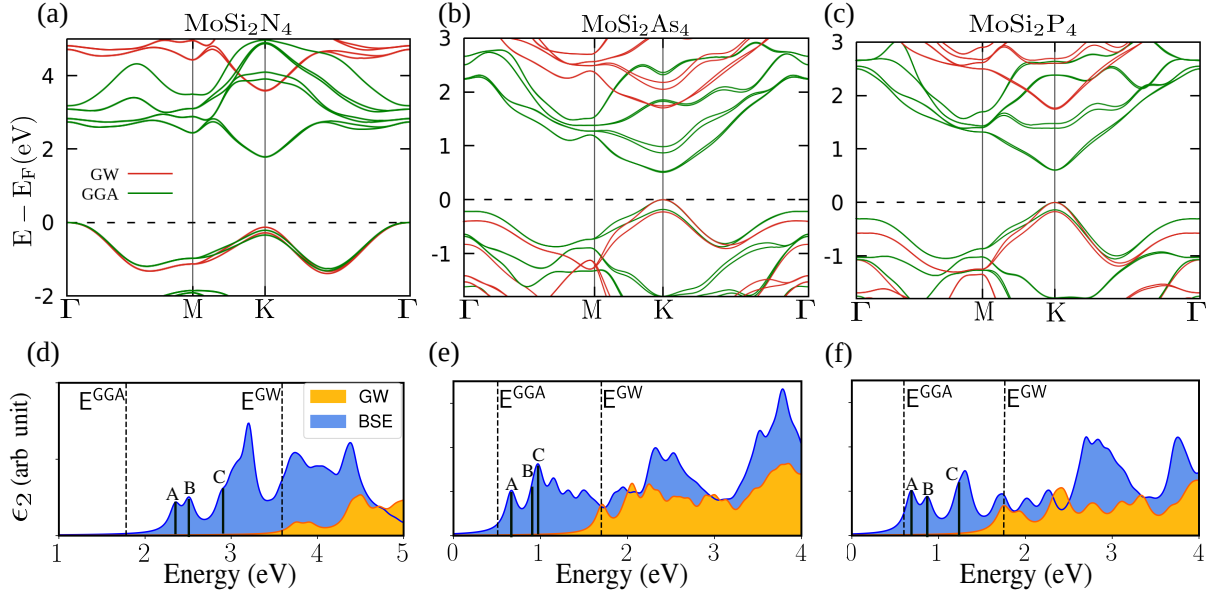 (a) MoSi₂N₄
(b) MoSi₂As₄
(c) MoSi₂P₄
E − E_F(eV)
4
2
0
-2
GW
GGA
Γ M K Γ
3
2
1
0
-1
Γ M K Γ
3
2
1
0
-1
Γ M K Γ
(d)
(e)
(f)
ϵ₂ (arb unit)
E^GGA
E^GW
GW
BSE
A B C
1 2 3 4 5
Energy (eV)
E^GGA
E^GW
A B C
0 1 2 3 4
Energy (eV)
E^GGA
E^GW
A B C
0 1 2 3 4
Energy (eV)